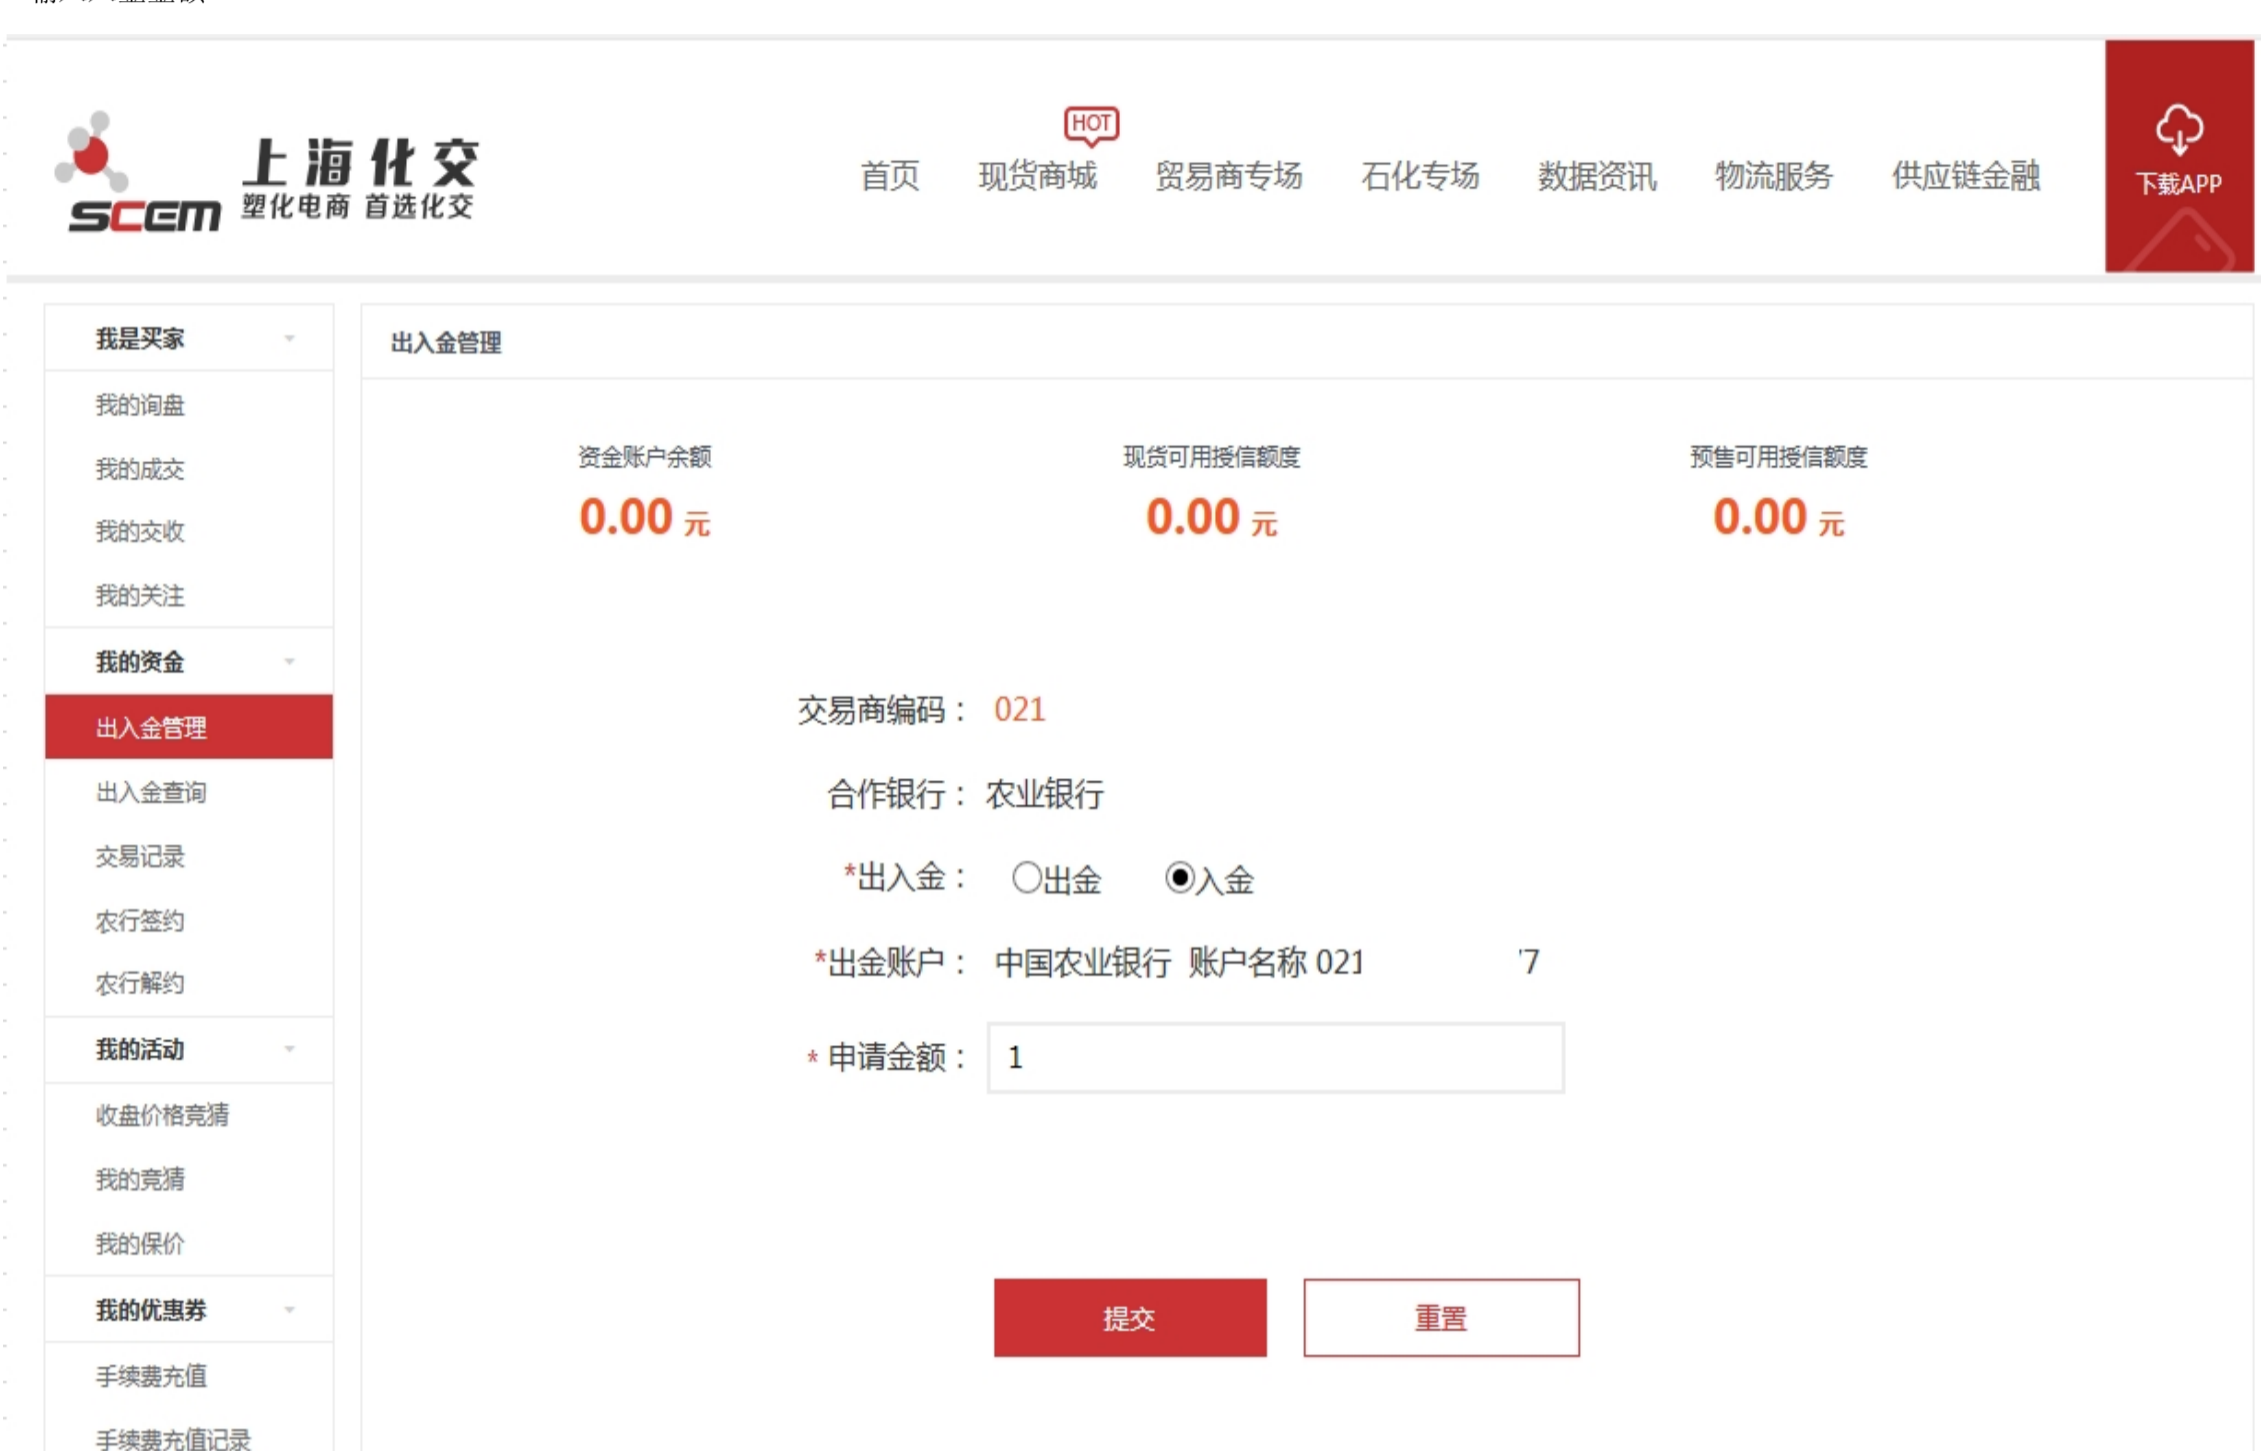 HOT
上海化交
塑化电商 首选化交
SCEM
首页 现货商城 贸易商专场 石化专场 数据资讯 物流服务 供应链金融
下载APP
我是买家
我的询盘
我的成交
我的交收
我的关注
我的资金
出入金管理
出入金查询
交易记录
农行签约
农行解约
我的活动
收盘价格竞猜
我的竞猜
我的保价
我的优惠券
手续费充值
手续费充值记录
出入金管理
资金账户余额 现货可用授信额度 预售可用授信额度
0.00 元 0.00 元 0.00 元
交易商编码： 021
合作银行： 农业银行
*出入金： 出金 入金
*出金账户： 中国农业银行 账户名称 021 7
* 申请金额： 1
提交 重置